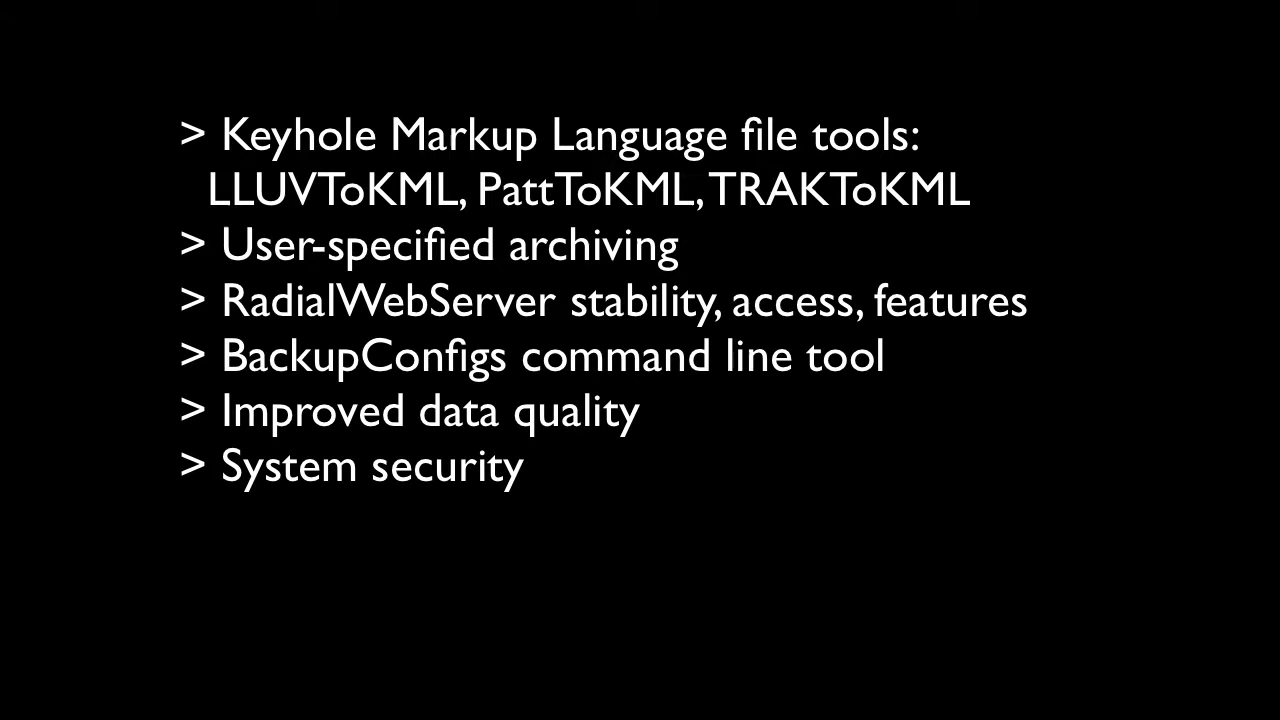 > Keyhole Markup Language file tools:
LLUVToKML, PattToKML, TRAKToKML
> User-specified archiving
> RadialWebServer stability, access, features
> BackupConfigs command line tool
> Improved data quality
> System security